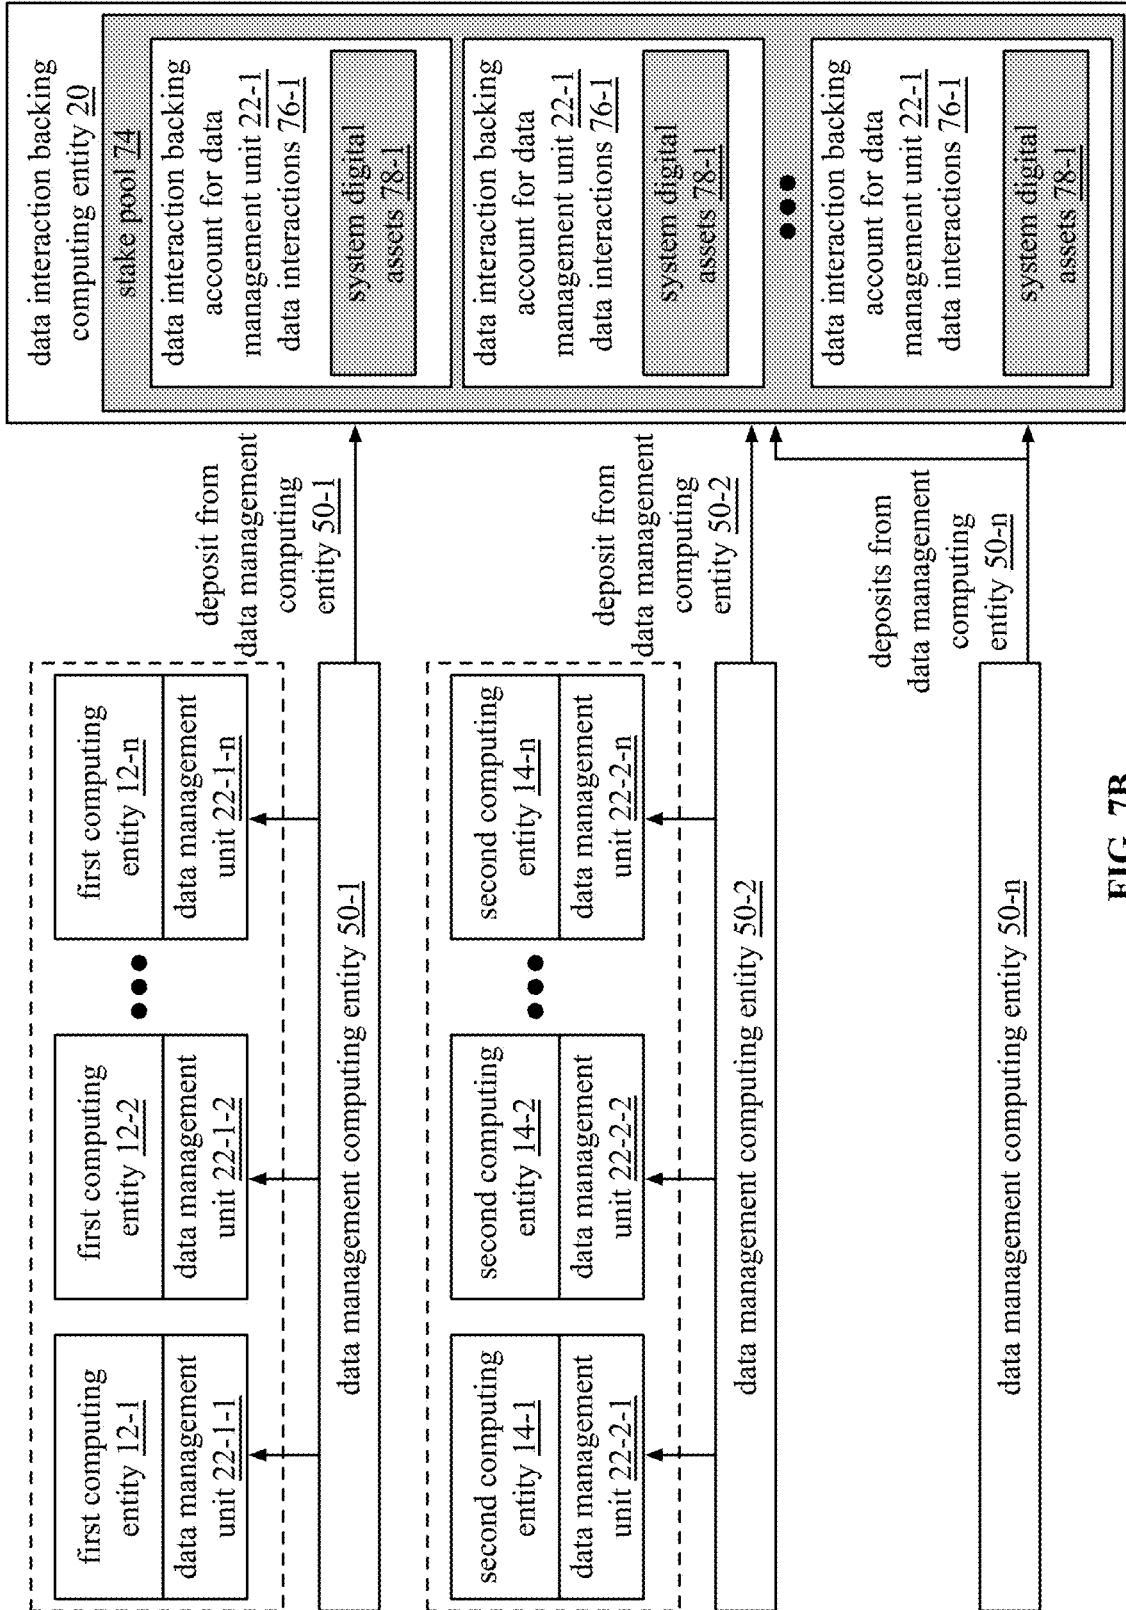 data interaction backing
computing entity 20
stake pool 74
data interaction backing
account for data
management unit 22-1
data interactions 76-1
system digital
assets 78-1
data interaction backing
account for data
management unit 22-1
data interactions 76-1
system digital
assets 78-1
data interaction backing
account for data
management unit 22-1
data interactions 76-1
system digital
assets 78-1
deposit from
data management
computing
entity 50-1
deposit from
data management
computing
entity 50-2
deposits from
data management
computing
entity 50-n
first computing
entity 12-1
data management
unit 22-1-1
first computing
entity 12-2
data management
unit 22-1-2
first computing
entity 12-n
data management
unit 22-1-n
data management computing entity 50-1
second computing
entity 14-1
data management
unit 22-2-1
second computing
entity 14-2
data management
unit 22-2-2
second computing
entity 14-n
data management
unit 22-2-n
data management computing entity 50-2
data management computing entity 50-n
FIG. 7B